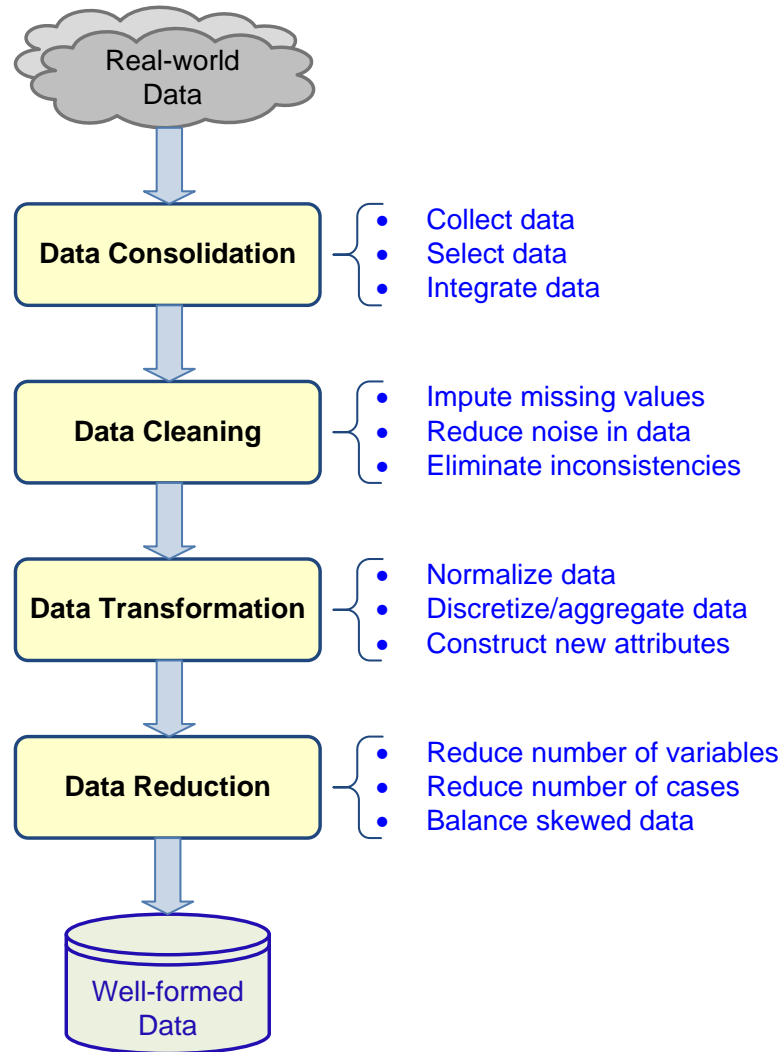 Real-world
Data
Data Consolidation
• Collect data
• Select data
• Integrate data
Data Cleaning
• Impute missing values
• Reduce noise in data
• Eliminate inconsistencies
Data Transformation
• Normalize data
• Discretize/aggregate data
• Construct new attributes
Data Reduction
• Reduce number of variables
• Reduce number of cases
• Balance skewed data
Well-formed
Data